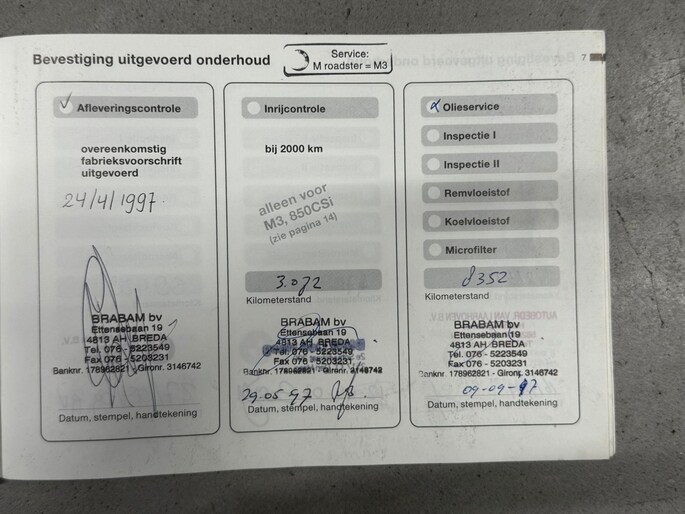 Bevestiging uitgevoerd onderhoud
Service:
M roadster = M3
7
Afleveringscontrole
overeenkomstig
fabrieksvoorschrift
uitgevoerd
24/4/1997
BRABAM bv
Ettensebaan 19
4813 AH BREDA
Tel. 076 - 5223549
Fax 076 - 5203231
Banknr. 178962821 - Gironr. 3146742
Datum, stempel, handtekening
Inrijcontrole
bij 2000 km
alleen voor
M3, 850CSi
(zie pagina 14)
3.072
Kilometerstand
BRABAM bv
Ettensebaan 19
4813 AH BREDA
Tel. 076 - 5223549
Fax 076 - 5203231
Banknr. 178962821 - Gironr. 3146742
29.05.97
Datum, stempel, handtekening
Olieservice
Inspectie I
Inspectie II
Remvloeistof
Koelvloeistof
Microfilter
8352
Kilometerstand
BRABAM bv
Ettensebaan 19
4813 AH BREDA
Tel. 076 - 5223549
Fax 076 - 5203231
Banknr. 178962821 - Gironr. 3146742
09-09-97
Datum, stempel, handtekening